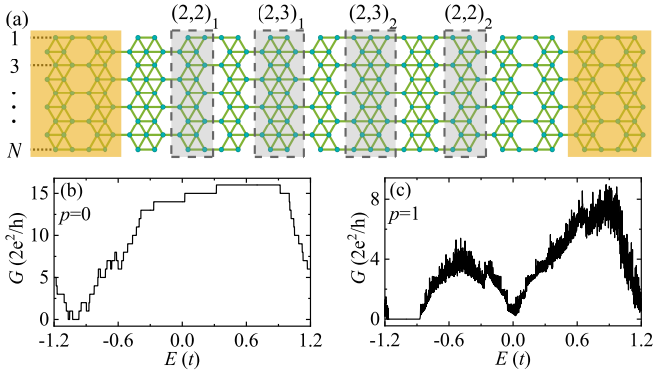 (a)
(2,2)₁ (2,3)₁ (2,3)₂ (2,2)₂
1
3
N
(b)
p=0
G (2e²/h)
15
10
5
0
-1.2 -0.6 0.0 0.6 1.2
E (t)
(c)
p=1
G (2e²/h)
8
4
0
-1.2 -0.6 0.0 0.6 1.2
E (t)